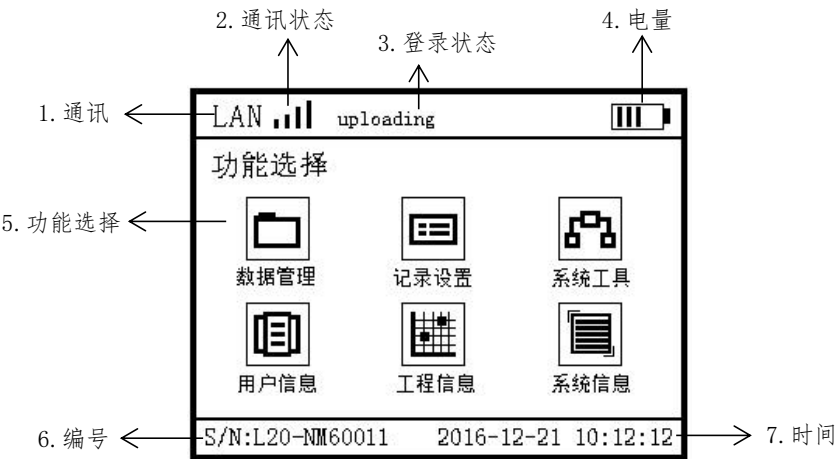 2.通讯状态
3.登录状态
4.电量
1.通讯
LAN uploading
功能选择
5.功能选择
数据管理 记录设置 系统工具
用户信息 工程信息 系统信息
6.编号
S/N:L20-NM60011 2016-12-21 10:12:12
7.时间